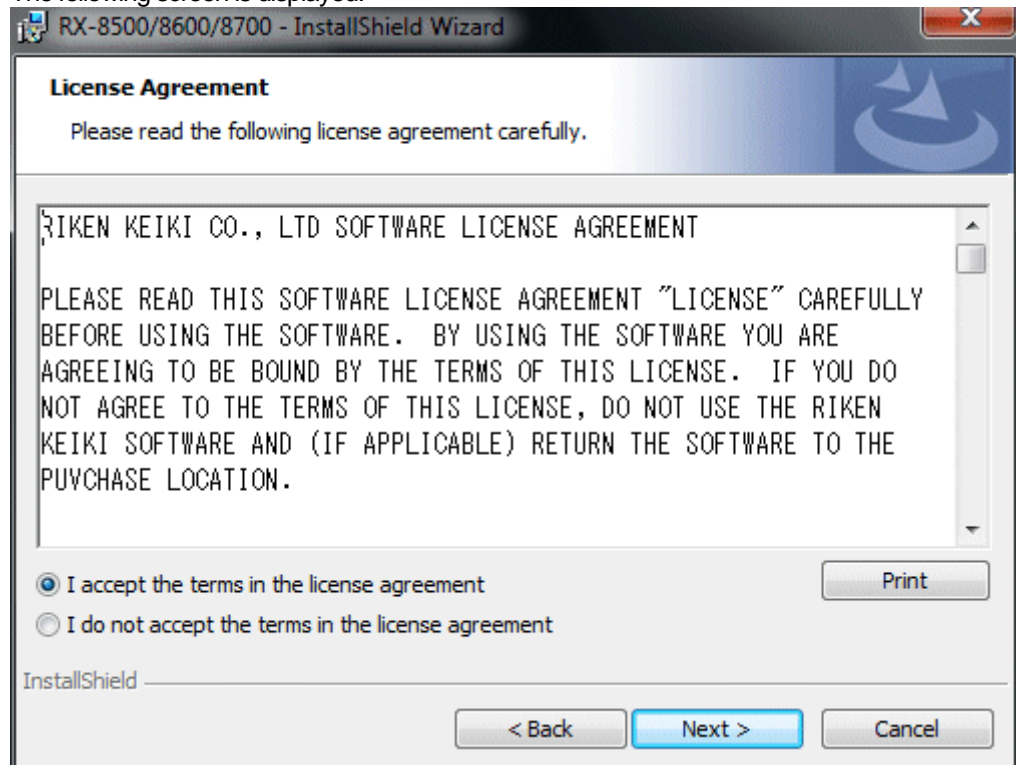 The following screen is displayed.
RX-8500/8600/8700 - InstallShield Wizard
License Agreement
Please read the following license agreement carefully.
RIKEN KEIKI CO., LTD SOFTWARE LICENSE AGREEMENT
PLEASE READ THIS SOFTWARE LICENSE AGREEMENT "LICENSE" CAREFULLY
BEFORE USING THE SOFTWARE.  BY USING THE SOFTWARE YOU ARE
AGREEING TO BE BOUND BY THE TERMS OF THIS LICENSE.  IF YOU DO
NOT AGREE TO THE TERMS OF THIS LICENSE, DO NOT USE THE RIKEN
KEIKI SOFTWARE AND (IF APPLICABLE) RETURN THE SOFTWARE TO THE
PUVCHASE LOCATION.
I accept the terms in the license agreement
Print
I do not accept the terms in the license agreement
InstallShield
< Back
Next >
Cancel